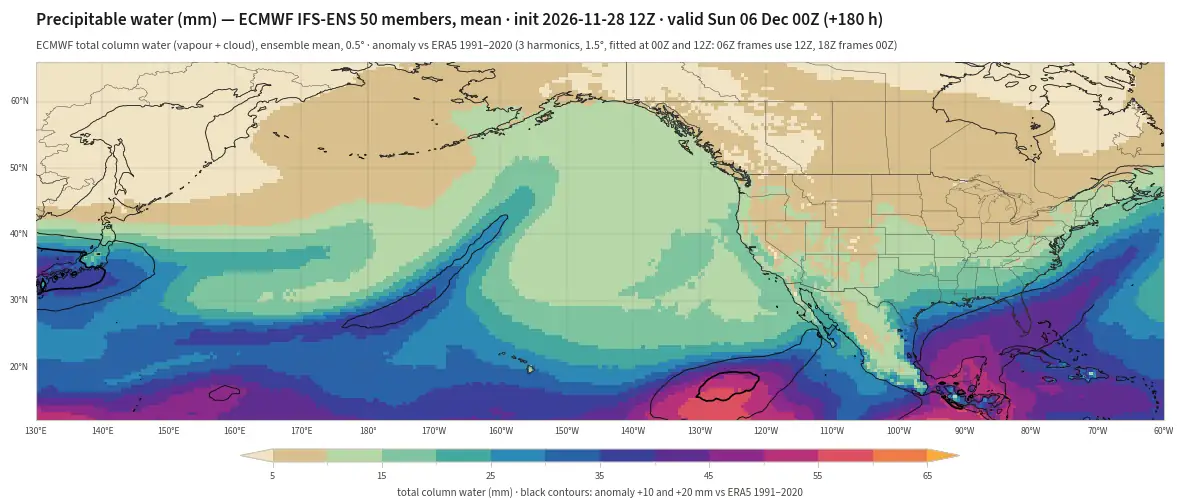 Precipitable water (mm) — ECMWF IFS-ENS 50 members, mean · init 2026-11-28 12Z · valid Sun 06 Dec 00Z (+180 h)
ECMWF total column water (vapour + cloud), ensemble mean, 0.5° · anomaly vs ERA5 1991–2020 (3 harmonics, 1.5°, fitted at 00Z and 12Z: 06Z frames use 12Z, 18Z frames 00Z)
60°N
50°N
40°N
30°N
20°N
130°E 140°E 150°E 160°E 170°E 180° 170°W 160°W 150°W 140°W 130°W 120°W 110°W 100°W 90°W 80°W 70°W 60°W
5 15 25 35 45 55 65
total column water (mm) · black contours: anomaly +10 and +20 mm vs ERA5 1991–2020